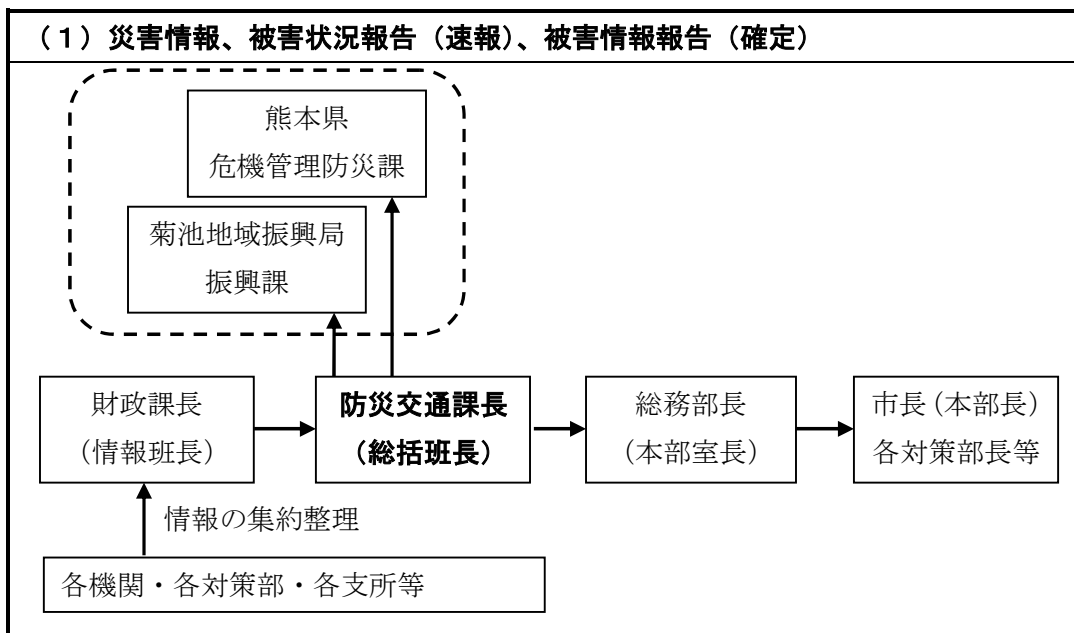 （１）災害情報、被害状況報告（速報）、被害情報報告（確定）
熊本県
危機管理防災課
菊池地域振興局
振興課
財政課長
（情報班長）
防災交通課長
（総括班長）
総務部長
（本部室長）
市長（本部長）
各対策部長等
情報の集約整理
各機関・各対策部・各支所等